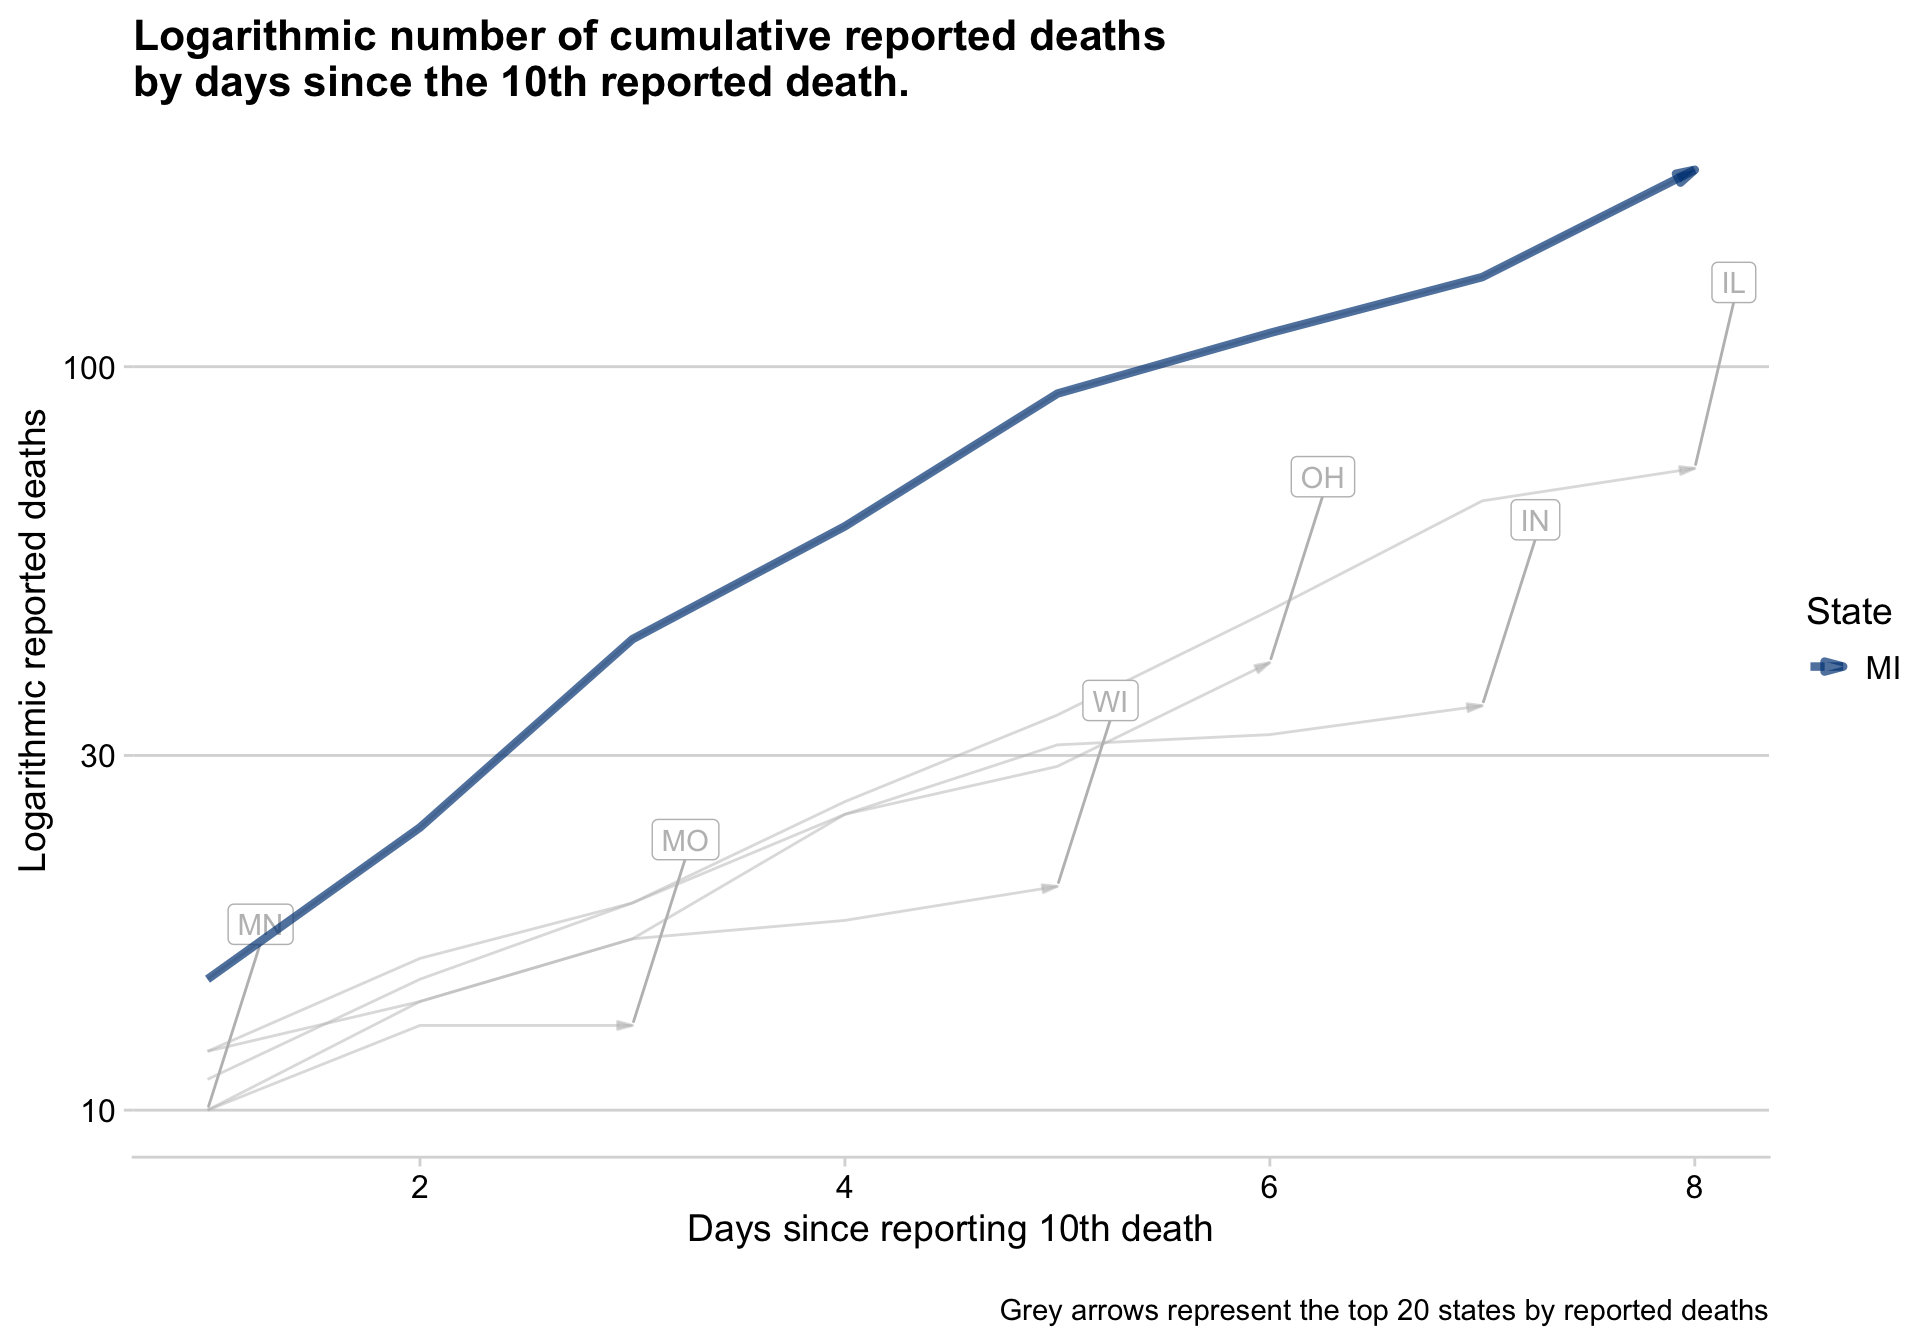 Logarithmic number of cumulative reported deaths
by days since the 10th reported death.
Logarithmic reported deaths
100
30
10
IL
OH
IN
WI
MO
MN
State
MI
2
4
6
8
Days since reporting 10th death
Grey arrows represent the top 20 states by reported deaths